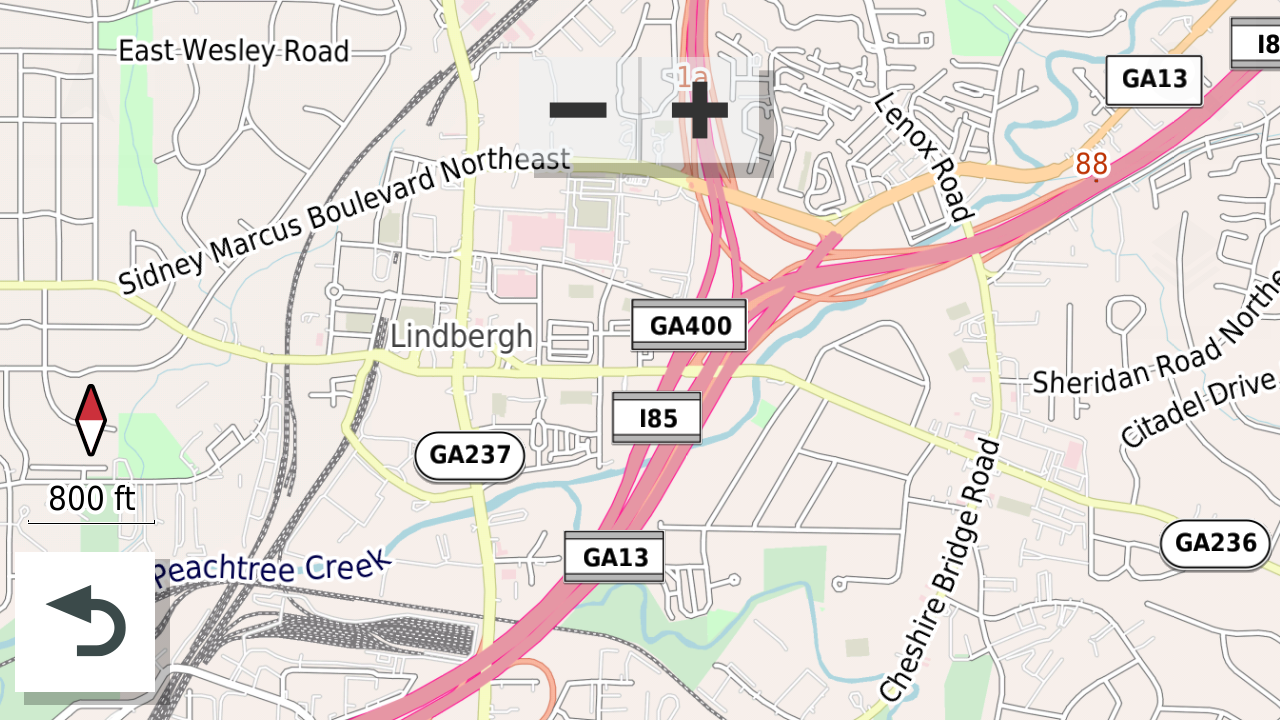 East Wesley Road
I8
GA13
1a
Lenox Road
88
Sidney Marcus Boulevard Northeast
GA400
Lindbergh
Sheridan Road Northe
Citadel Drive
I85
GA237
800 ft
GA13
GA236
Peachtree Creek
Cheshire Bridge Road